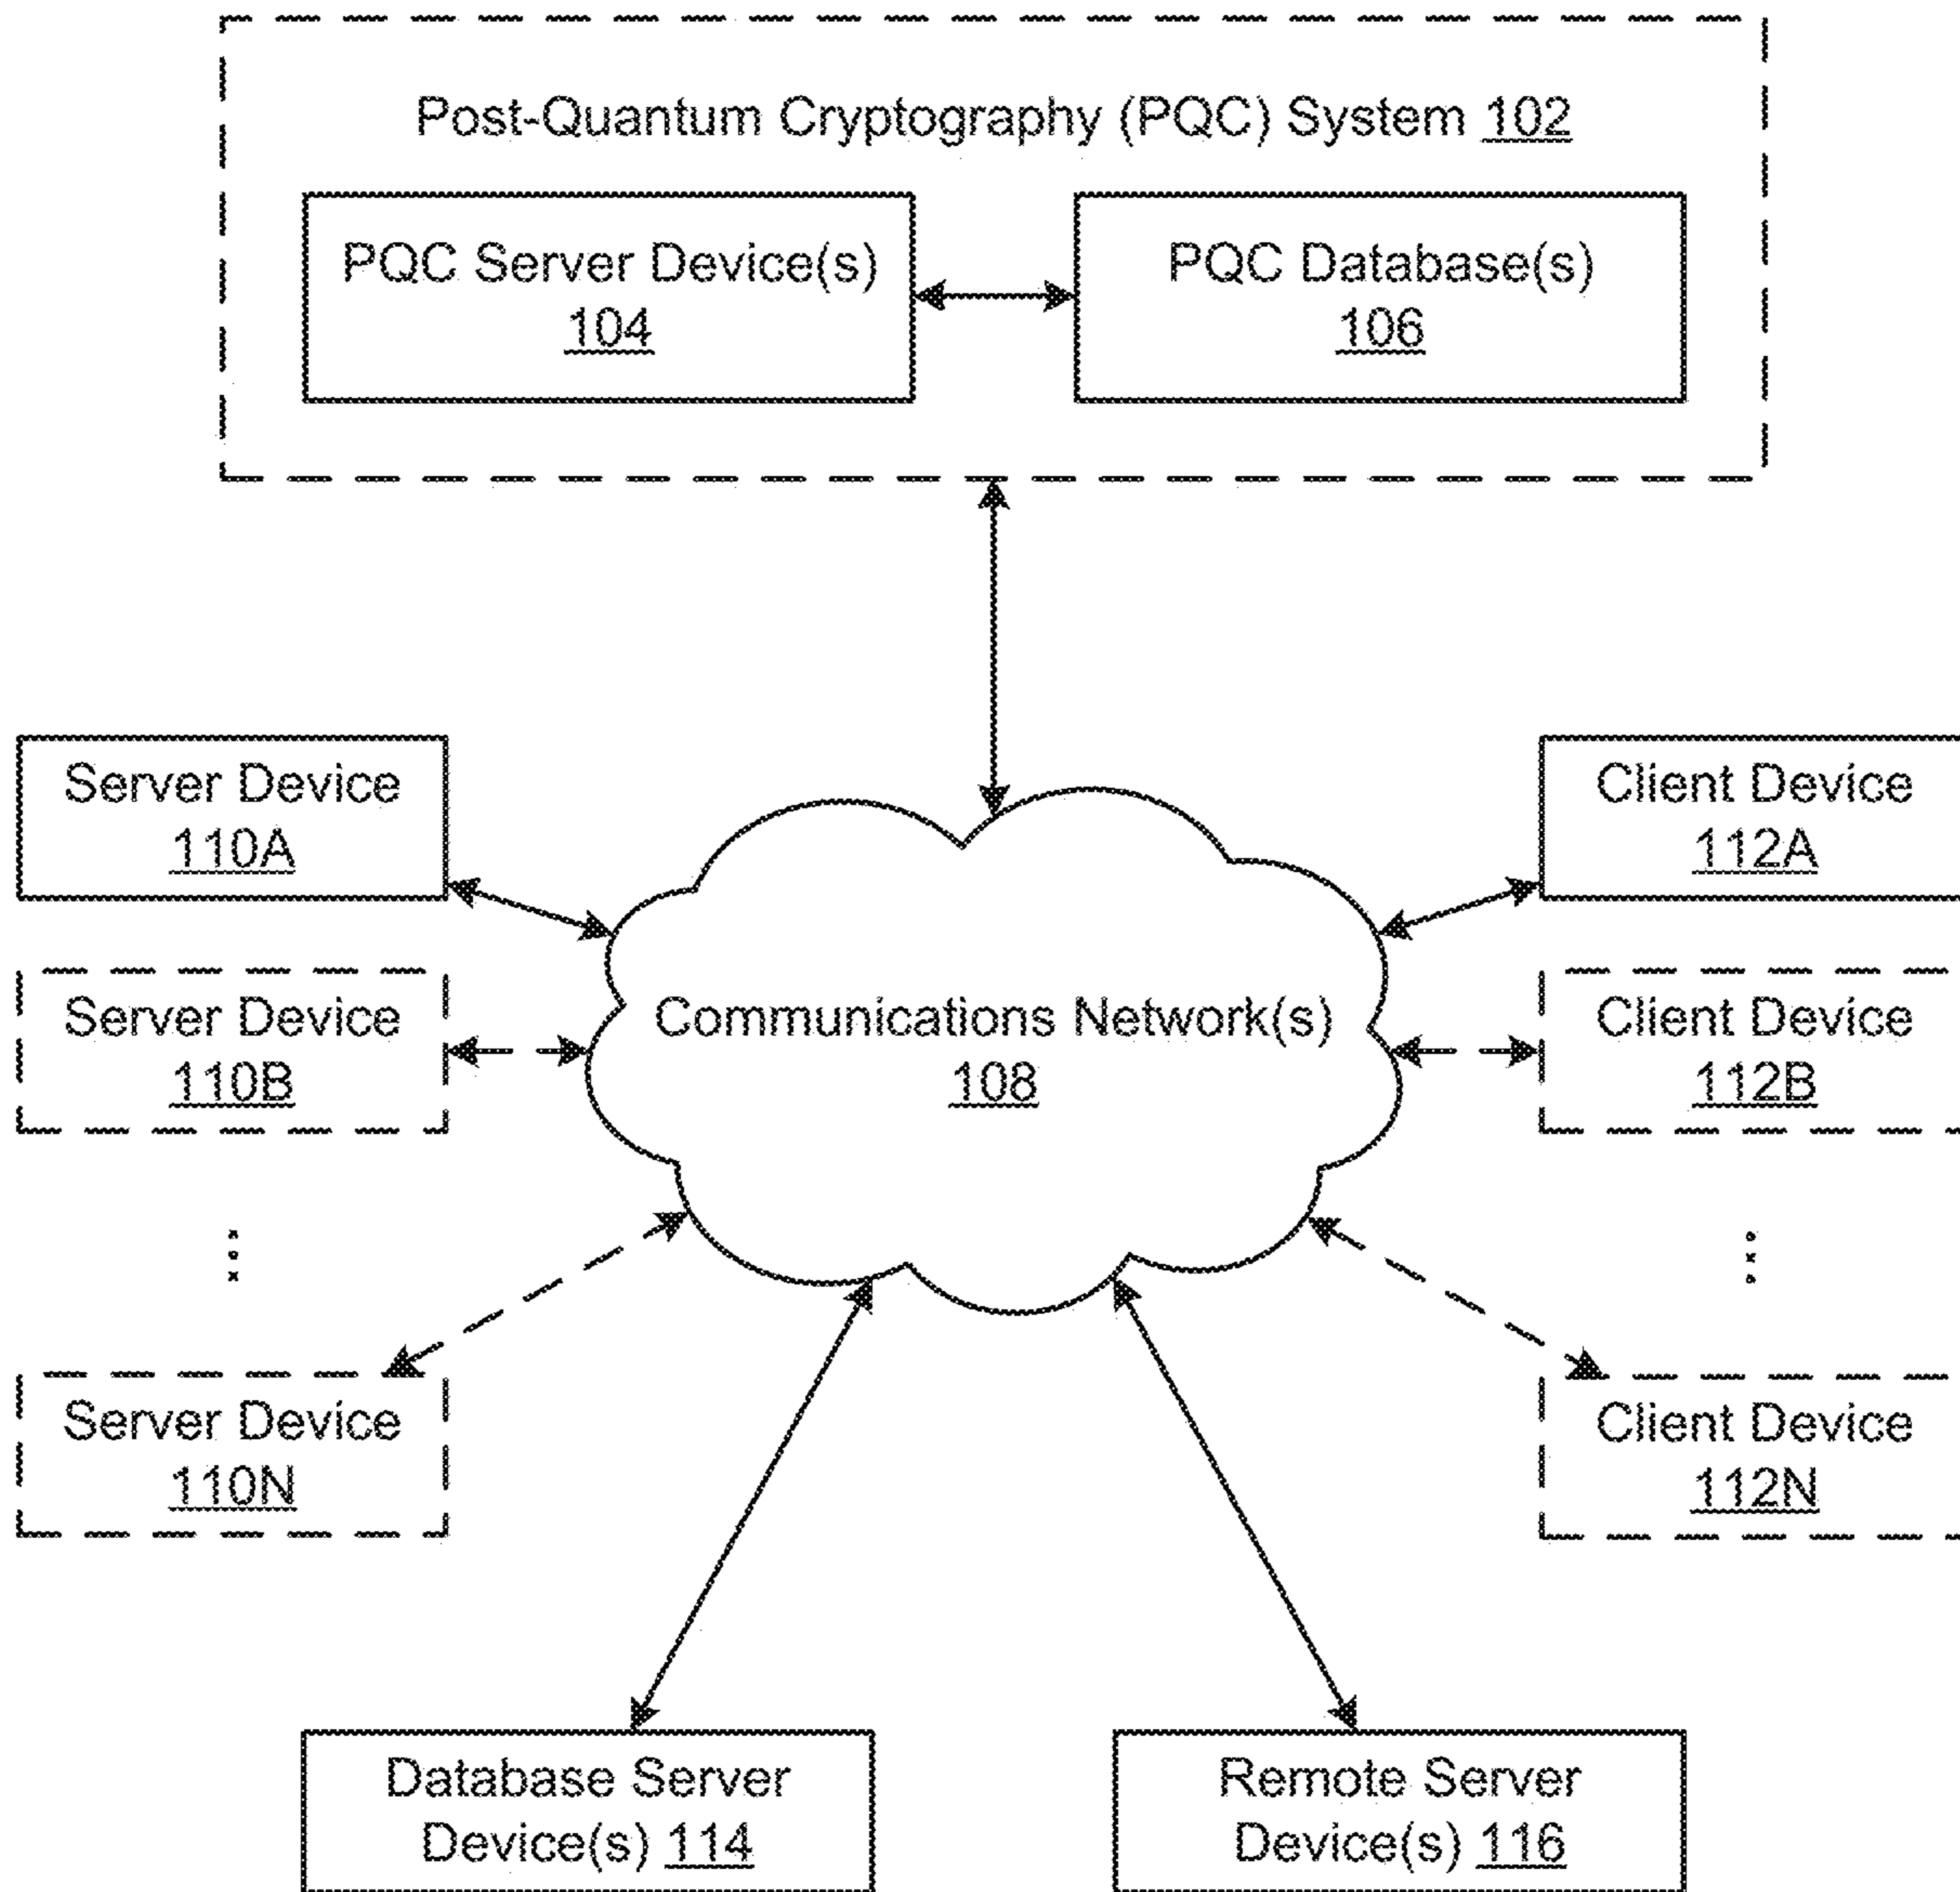 Post-Quantum Cryptography (PQC) System 102
PQC Server Device(s)
104
PQC Database(s)
106
Server Device
110A
Client Device
112A
Server Device
110B
Communications Network(s)
108
Client Device
112B
Server Device
110N
Client Device
112N
Database Server
Device(s) 114
Remote Server
Device(s) 116